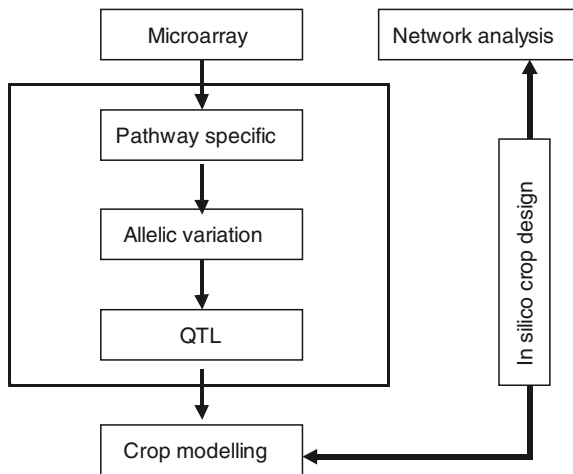 Microarray
Network analysis
Pathway specific
Allelic variation
QTL
In silico crop design
Crop modelling